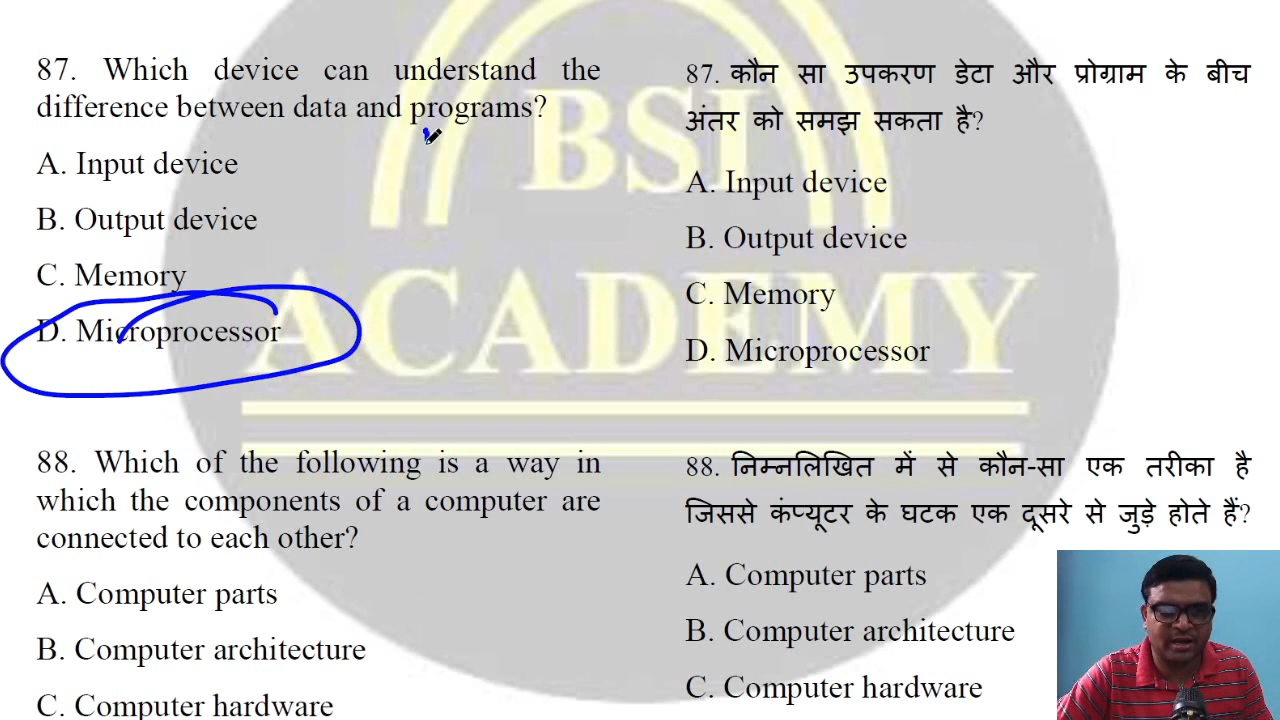 87. Which device can understand the
difference between data and programs?
A. Input device
B. Output device
C. Memory
D. Microprocessor
88. Which of the following is a way in
which the components of a computer are
connected to each other?
A. Computer parts
B. Computer architecture
C. Computer hardware
87. कौन सा उपकरण डेटा और प्रोग्राम के बीच
अंतर को समझ सकता है?
A. Input device
B. Output device
C. Memory
D. Microprocessor
88. निम्नलिखित में से कौन-सा एक तरीका है
जिससे कंप्यूटर के घटक एक दूसरे से जुड़े होते हैं?
A. Computer parts
B. Computer architecture
C. Computer hardware
BSI
ACADEMY